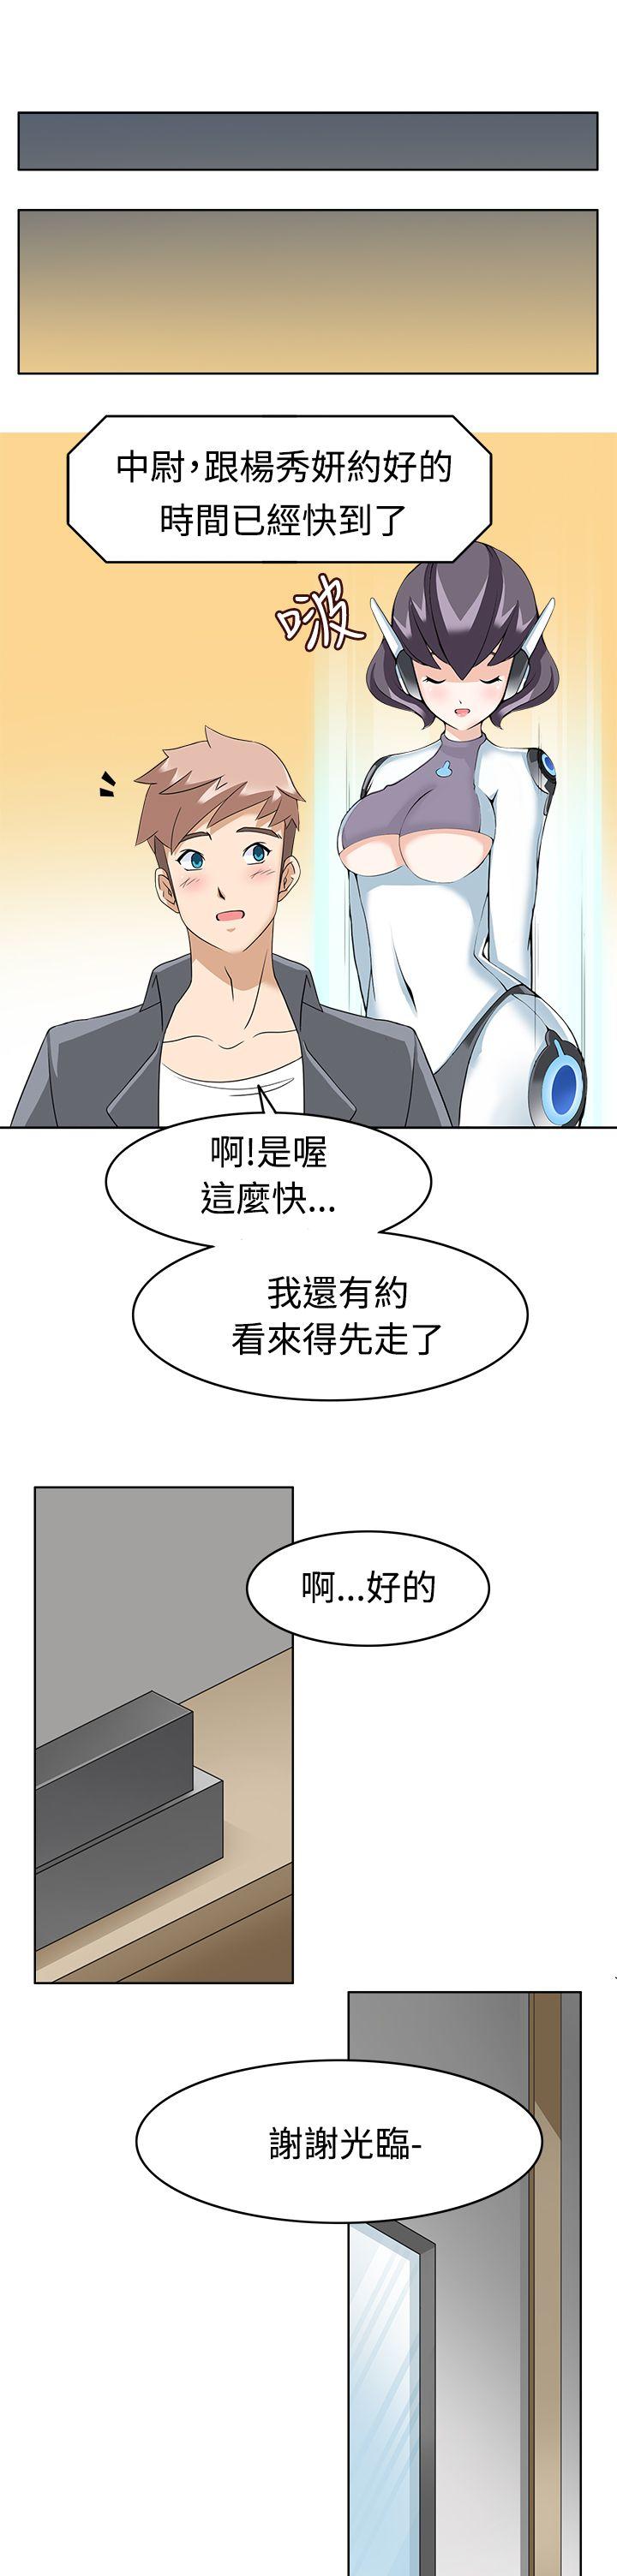 中尉，跟楊秀妍約好的
時間已經快到了
啵
啊!是喔
這麼快...
我還有約
看來得先走了
啊...好的
謝謝光臨-